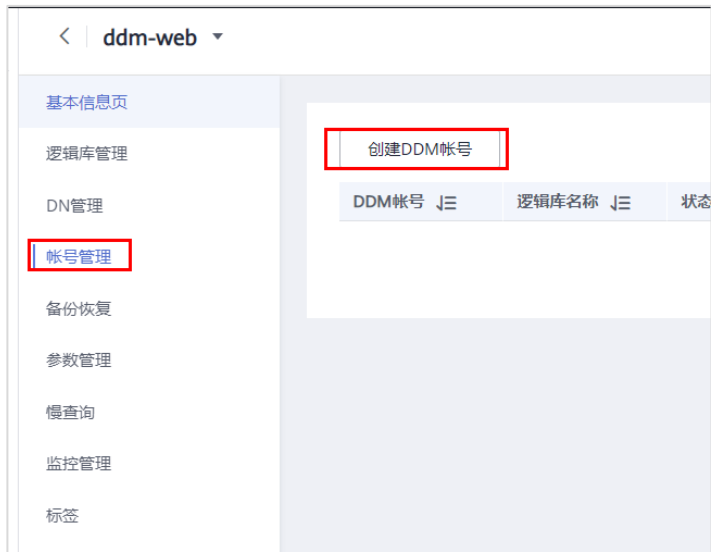 ddm-web
基本信息页
逻辑库管理
DN管理
帐号管理
备份恢复
参数管理
慢查询
监控管理
标签
创建DDM帐号
DDM帐号 逻辑库名称 状态